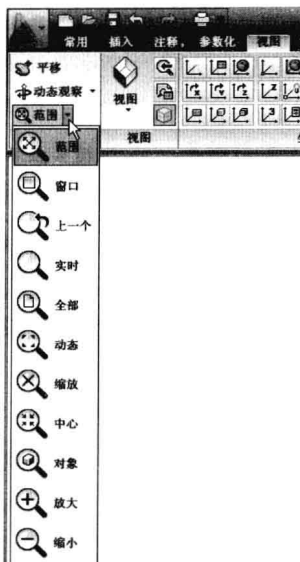 常用 插入 注释, 参数化 视图
平移
动态观察
范围
视图
视图
范围
窗口
上一个
实时
全部
动态
缩放
中心
对象
放大
缩小